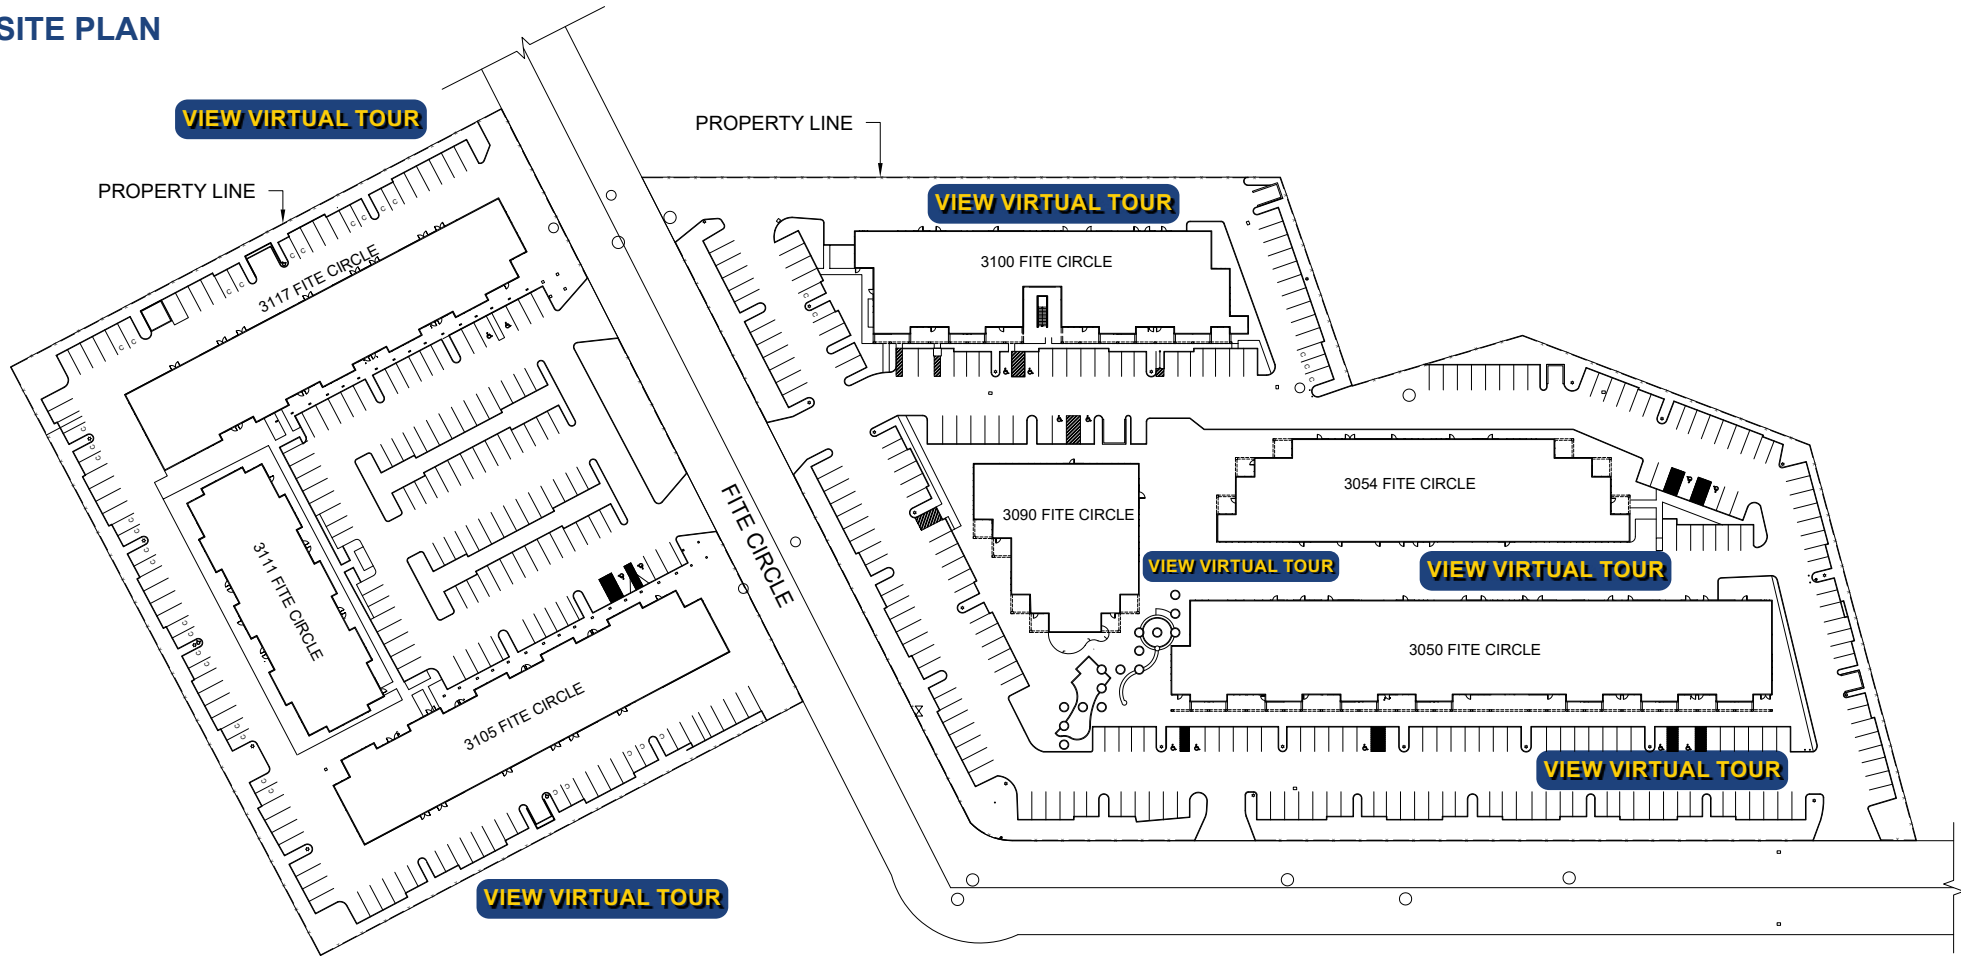 SITE PLAN
VIEW VIRTUAL TOUR
PROPERTY LINE
PROPERTY LINE
VIEW VIRTUAL TOUR
3117 FITE CIRCLE
3100 FITE CIRCLE
3054 FITE CIRCLE
3090 FITE CIRCLE
FITE CIRCLE
3111 FITE CIRCLE
VIEW VIRTUAL TOUR
VIEW VIRTUAL TOUR
3050 FITE CIRCLE
3105 FITE CIRCLE
VIEW VIRTUAL TOUR
VIEW VIRTUAL TOUR